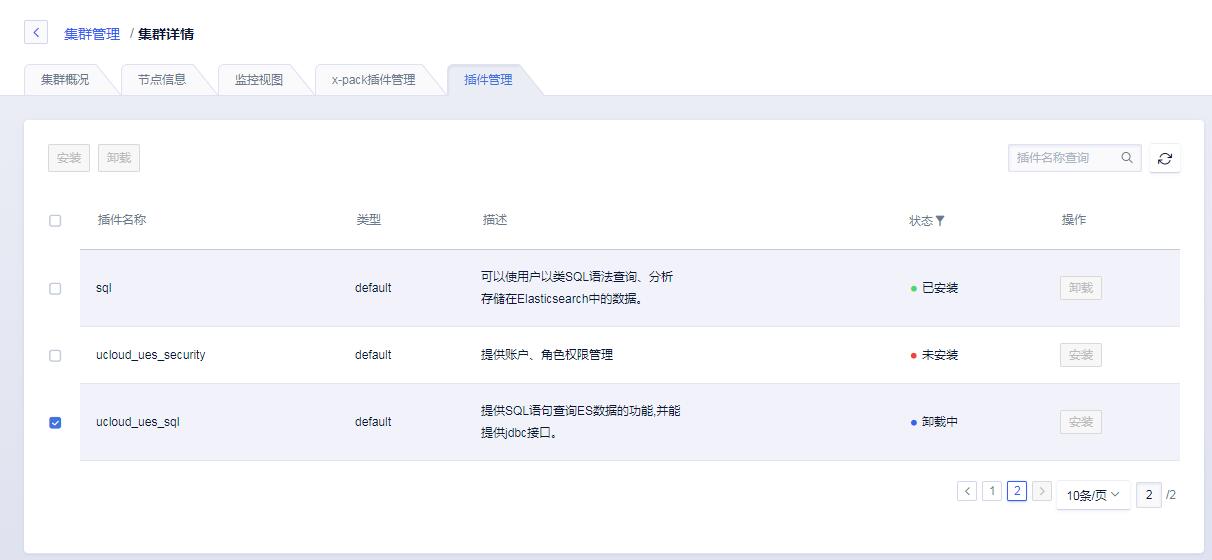 集群管理 / 集群详情
集群概况 节点信息 监控视图 x-pack插件管理 插件管理
安装 卸载 插件名称查询
插件名称 类型 描述 状态 操作
sql default 可以使用户以类SQL语法查询、分析 已安装 卸载
存储在Elasticsearch中的数据。
ucloud_ues_security default 提供账户、角色权限管理 未安装 安装
ucloud_ues_sql default 提供SQL语句查询ES数据的功能,并能 卸载中 安装
提供jdbc接口。
1 2 10条/页 2 /2